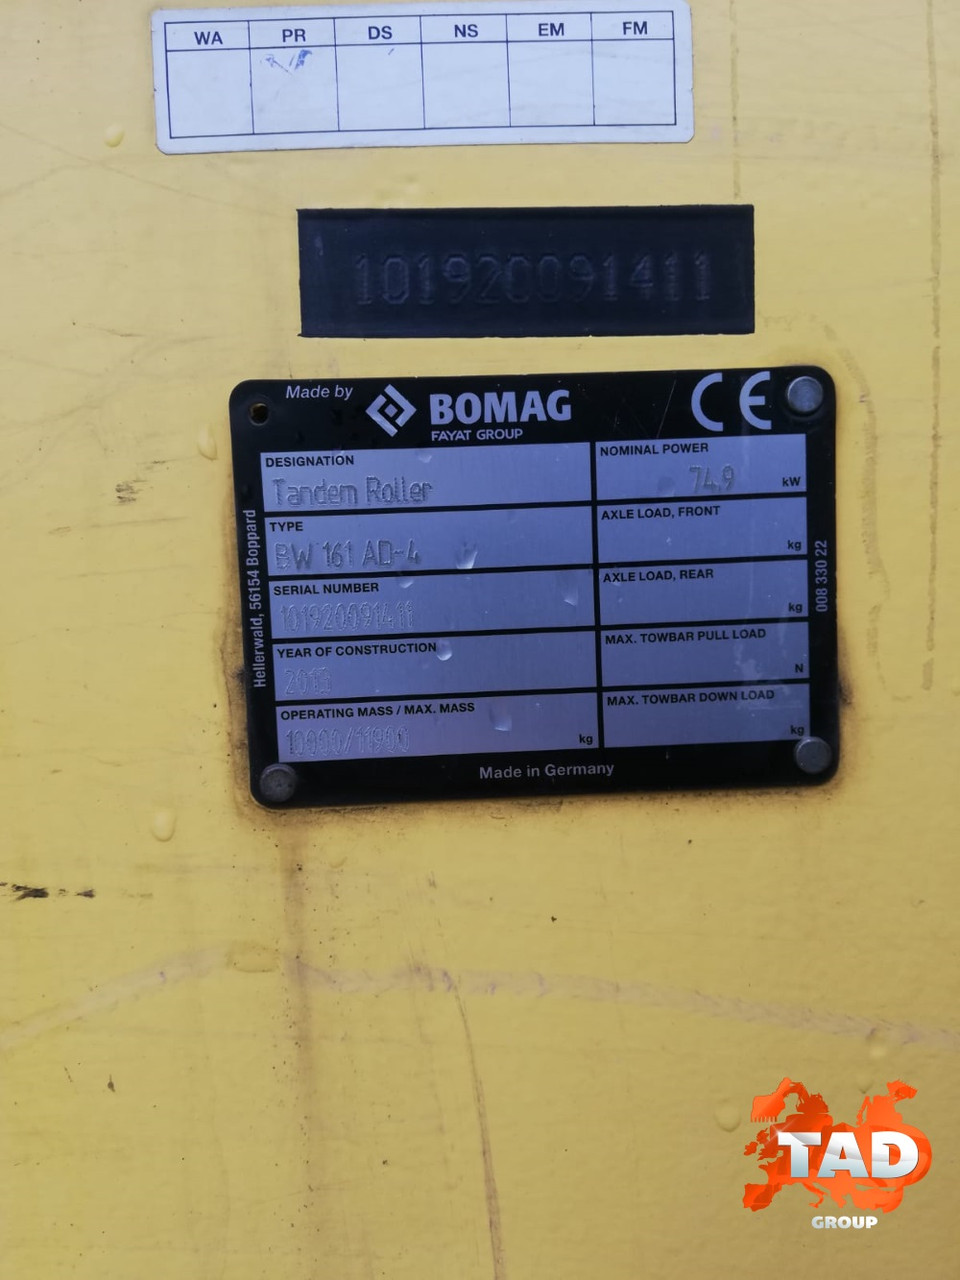 WA PR DS NS EM FM
101920091411
Made by BOMAG
FAYAT GROUP
CE
DESIGNATION
Tandem Roller
NOMINAL POWER
74,9 kW
TYPE
BW 161 AD-4
AXLE LOAD, FRONT
kg
SERIAL NUMBER
101920091411
AXLE LOAD, REAR
kg
YEAR OF CONSTRUCTION
MAX. TOWBAR PULL LOAD
N
OPERATING MASS / MAX. MASS
10000/11900 kg
MAX. TOWBAR DOWN LOAD
kg
Made in Germany
Hellerwald, 56154 Boppard
008 330 22
TAD
GROUP